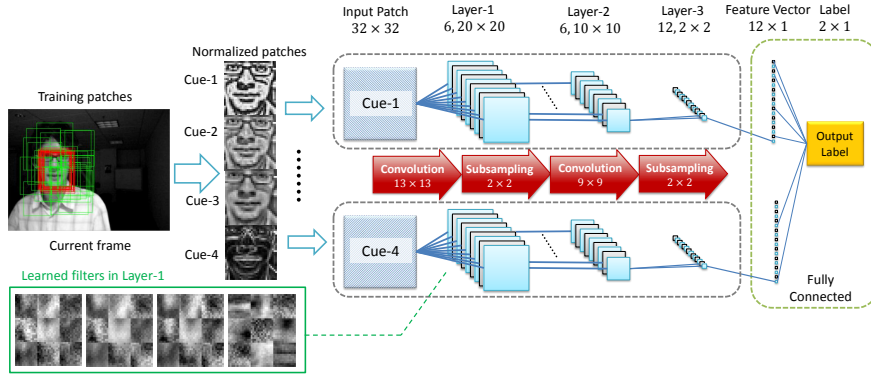 Input Patch
32 × 32
Layer-1
6, 20 × 20
Layer-2
6, 10 × 10
Layer-3
12, 2 × 2
Feature Vector
12 × 1
Label
2 × 1
Normalized patches
Cue-1
Cue-2
Cue-3
Cue-4
Training patches
Current frame
Cue-1
Convolution
13 × 13
Subsampling
2 × 2
Convolution
9 × 9
Subsampling
2 × 2
Cue-4
Output
Label
Fully
Connected
Learned filters in Layer-1